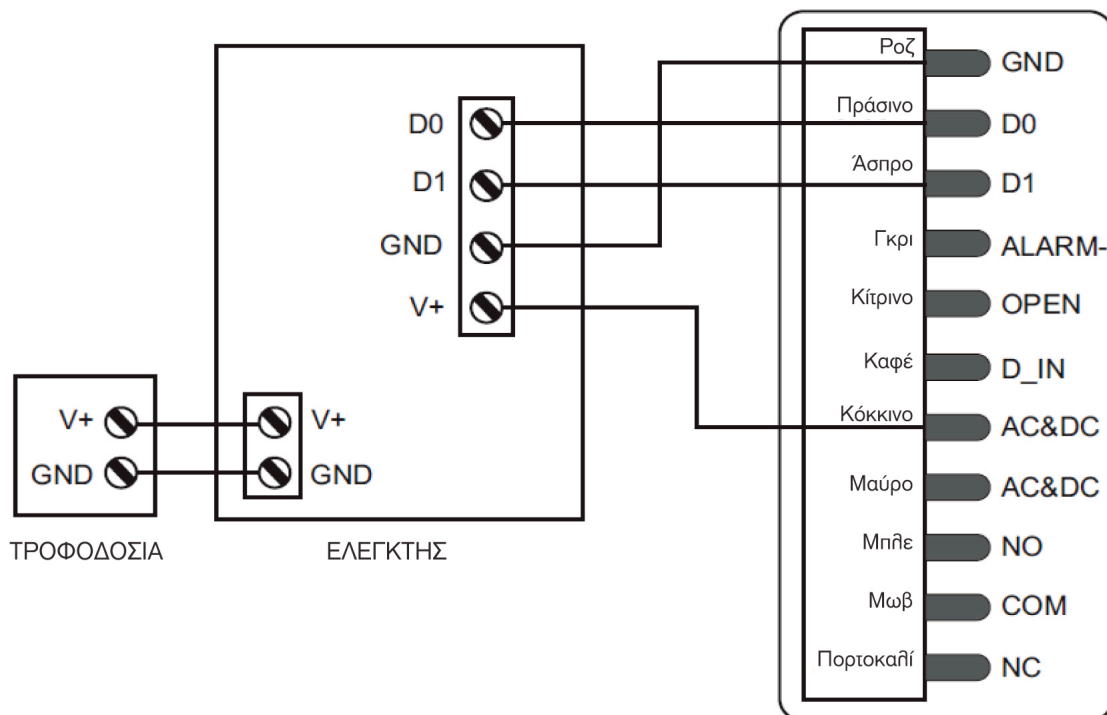 Ροζ GND
D0 Πράσινο D0
D1 Άσπρο D1
GND Γκρι ALARM-
V+ Κίτρινο OPEN
Καφέ D_IN
V+ V+ Κόκκινο AC&DC
GND GND Μαύρο AC&DC
ΤΡΟΦΟΔΟΣΙΑ ΕΛΕΓΚΤΗΣ Μπλε NO
Μωβ COM
Πορτοκαλί NC